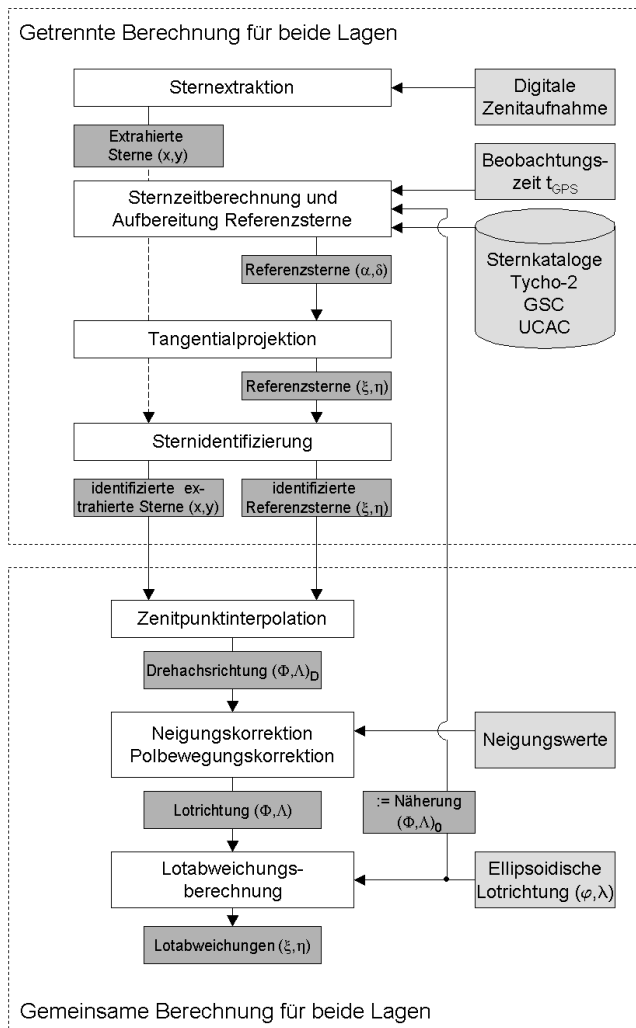 Getrennte Berechnung für beide Lagen
Sternextraktion
Digitale
Zenitaufnahme
Extrahierte
Sterne (x,y)
Beobachtungs-
zeit tGPS
Sternzeitberechnung und
Aufbereitung Referenzsterne
Sternkataloge
Tycho-2
GSC
UCAC
Referenzsterne (α,δ)
Tangentialprojektion
Referenzsterne (ξ,η)
Sternidentifizierung
identifizierte ex-
trahierte Sterne (x,y)
identifizierte
Referenzsterne (ξ,η)
Zenitpunktinterpolation
Drehachsrichtung (Φ,Λ)D
Neigungskorrektion
Polbewegungskorrektion
Neigungswerte
Lotrichtung (Φ,Λ)
:= Näherung
(Φ,Λ)0
Lotabweichungs-
berechnung
Ellipsoidische
Lotrichtung (φ,λ)
Lotabweichungen (ξ,η)
Gemeinsame Berechnung für beide Lagen